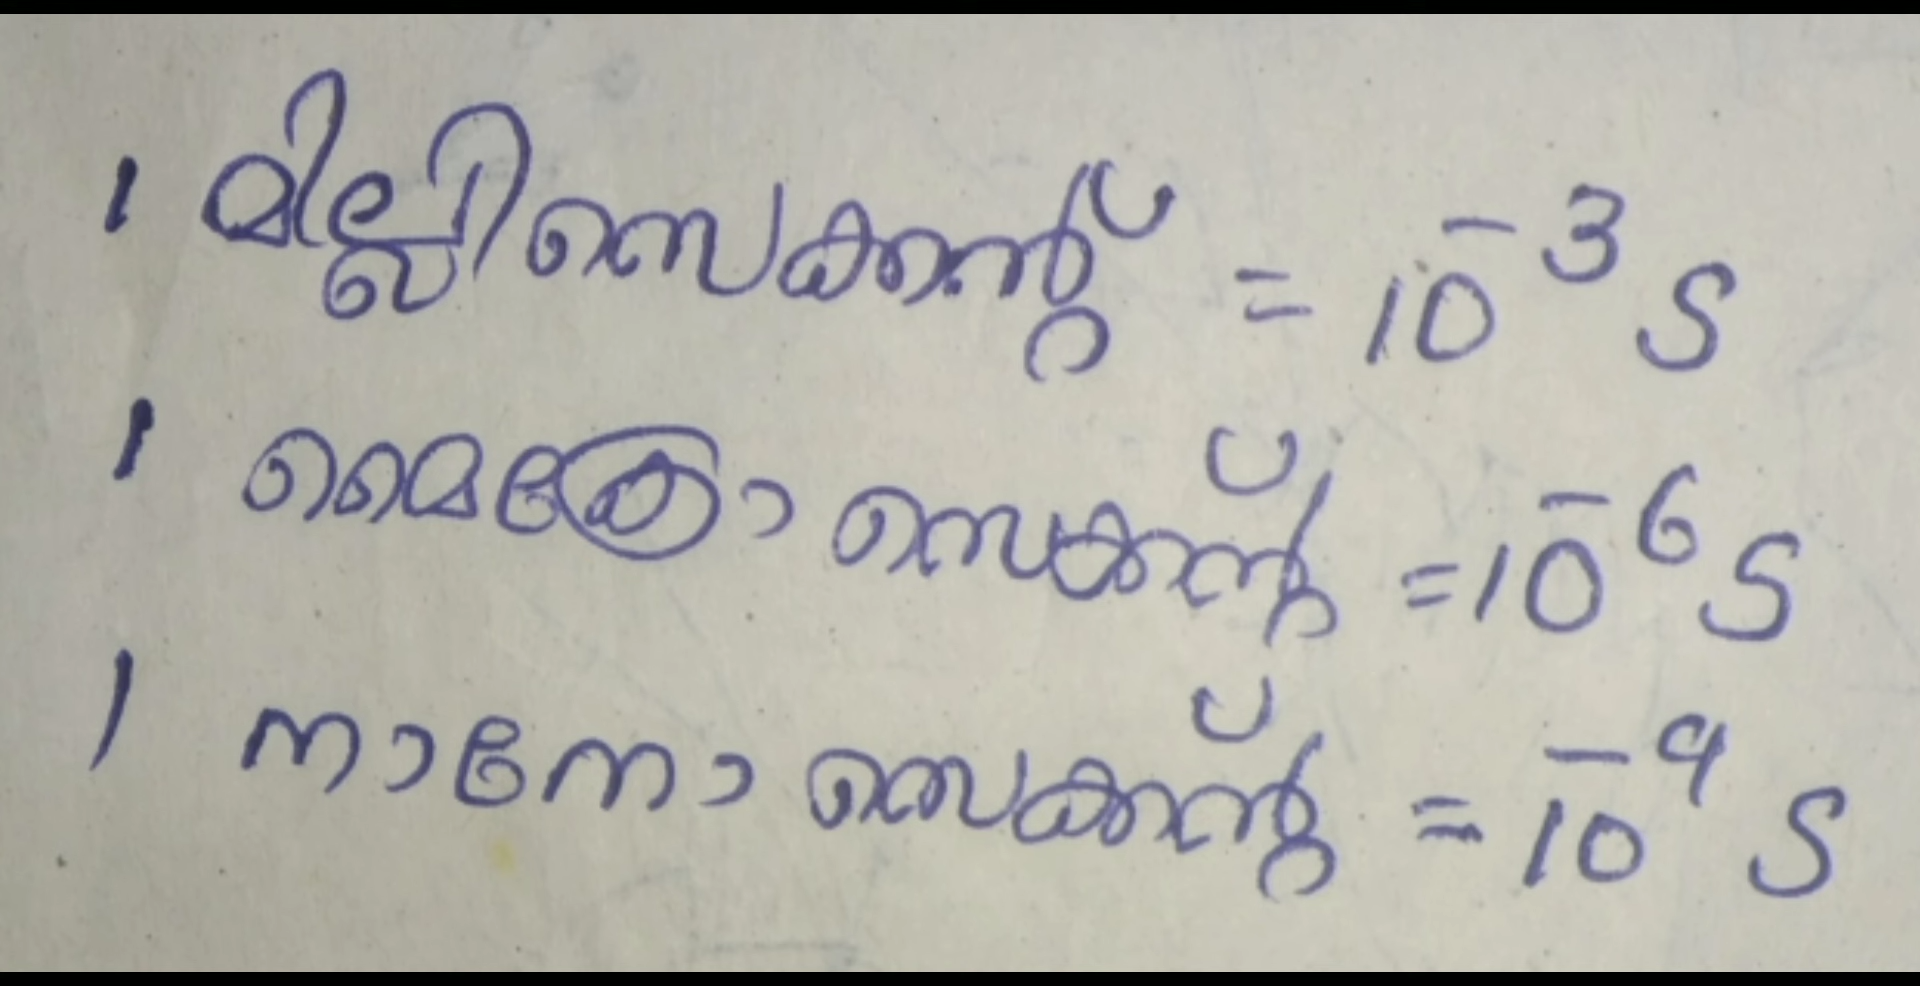 1 മില്ലിസെക്കന്റ് = 10⁻³ S
1 മൈക്രോ സെക്കന്റ് = 10⁻⁶ S
1 നാനോ സെക്കന്റ് = 10⁻⁹ S